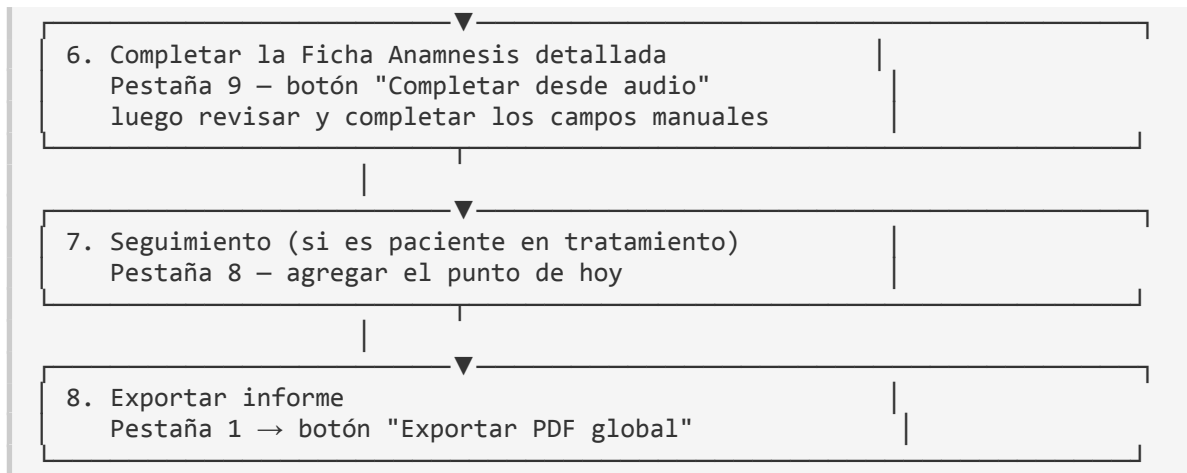 6. Completar la Ficha Anamnesis detallada
Pestaña 9 — botón "Completar desde audio"
luego revisar y completar los campos manuales
7. Seguimiento (si es paciente en tratamiento)
Pestaña 8 — agregar el punto de hoy
8. Exportar informe
Pestaña 1 → botón "Exportar PDF global"